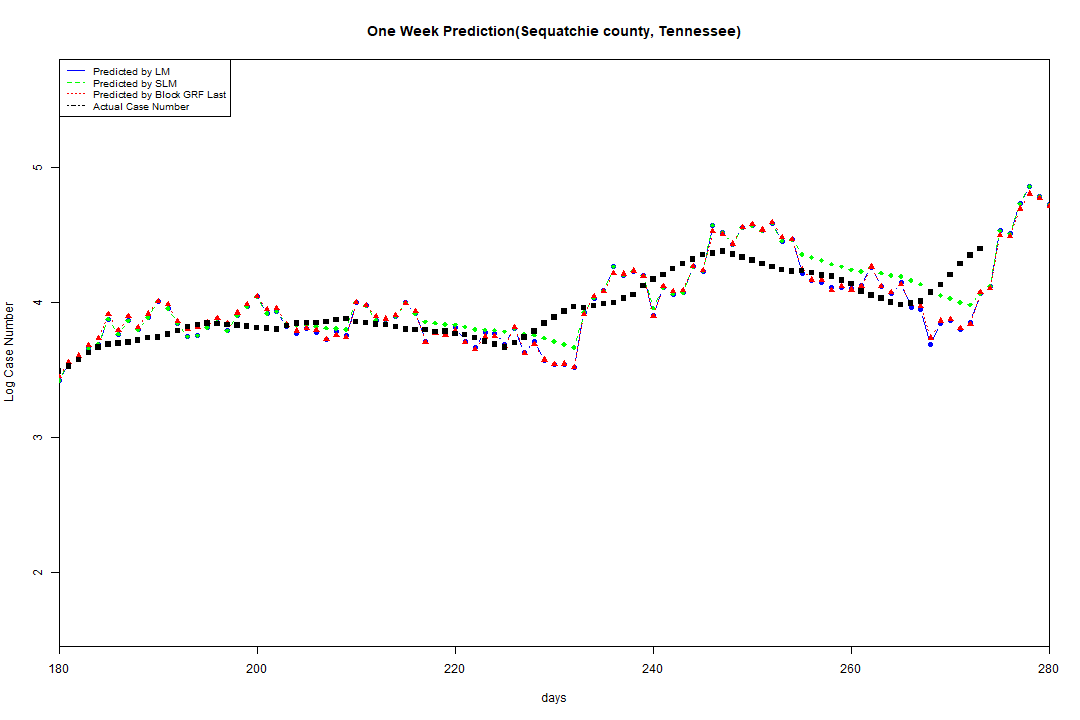 One Week Prediction(Sequatchie county, Tennessee)
Predicted by LM
Predicted by SLM
Predicted by Block GRF Last
Actual Case Number
5
4
3
2
Log Case Number
180 200 220 240 260 280
days